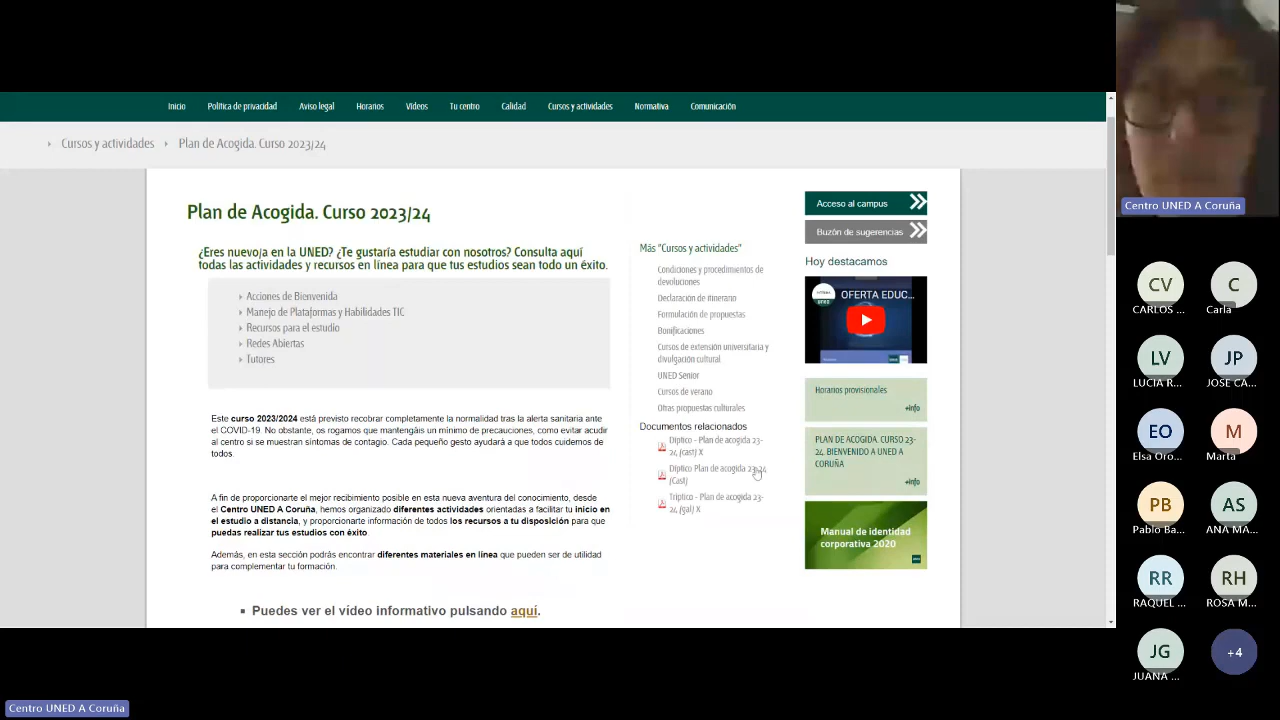 Inicio Política de privacidad Aviso legal Horarios Vídeos Tu centro Calidad Cursos y actividades Normativa Comunicación
Cursos y actividades Plan de Acogida. Curso 2023/24
Plan de Acogida. Curso 2023/24
¿Eres nuevo/a en la UNED? ¿Te gustaría estudiar con nosotros? Consulta aquí
todas las actividades y recursos en línea para que tus estudios sean todo un éxito.
Acciones de Bienvenida
Manejo de Plataformas y Habilidades TIC
Recursos para el estudio
Redes Abiertas
Tutores
Este curso 2023/2024 está previsto recobrar completamente la normalidad tras la alerta sanitaria ante
el COVID-19. No obstante, os rogamos que mantengáis un mínimo de precauciones, como evitar acudir
al centro si se muestran síntomas de contagio. Cada pequeño gesto ayudará a que todos cuidemos de
todos.
A fin de proporcionarte el mejor recibimiento posible en esta nueva aventura del conocimiento, desde
el Centro UNED A Coruña, hemos organizado diferentes actividades orientadas a facilitar tu inicio en
el estudio a distancia, y proporcionarte información de todos los recursos a tu disposición para que
puedas realizar tus estudios con éxito.
Además, en esta sección podrás encontrar diferentes materiales en línea que pueden ser de utilidad
para complementar tu formación.
Puedes ver el video informativo pulsando aquí.
Más "Cursos y actividades"
Condiciones y procedimientos de
devoluciones
Declaración de itinerario
Formulación de propuestas
Bonificaciones
Cursos de extensión universitaria y
divulgación cultural
UNED Senior
Cursos de verano
Otras propuestas culturales
Documentos relacionados
Díptico - Plan de acogida 23-
24 (cast) X
Díptico Plan de acogida 23-24
(Cast)
Tríptico - Plan de acogida 23-
24 (gal) X
Acceso al campus
Buzón de sugerencias
Hoy destacamos
OFERTA EDUC...
Horarios provisionales
+info
PLAN DE ACOGIDA. CURSO 23-
24. BIENVENIDO A UNED A
CORUÑA
+info
Manual de identidad
corporativa 2020
Centro UNED A Coruña
CV C
CARLOS ... Carla
LV JP
LUCIA R... JOSE CA...
EO M
Elsa Oro... Marta
PB AS
Pablo Ba... ANA MA...
RR RH
RAQUEL ... ROSA M...
JG +4
JUANA ...
Centro UNED A Coruña